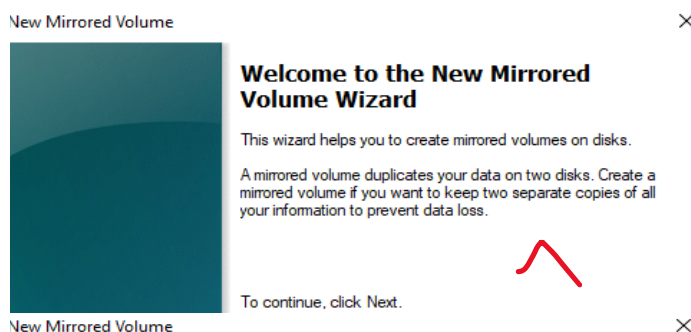 New Mirrored Volume
Welcome to the New Mirrored
Volume Wizard
This wizard helps you to create mirrored volumes on disks.
A mirrored volume duplicates your data on two disks. Create a
mirrored volume if you want to keep two separate copies of all
your information to prevent data loss.
To continue, click Next.
New Mirrored Volume